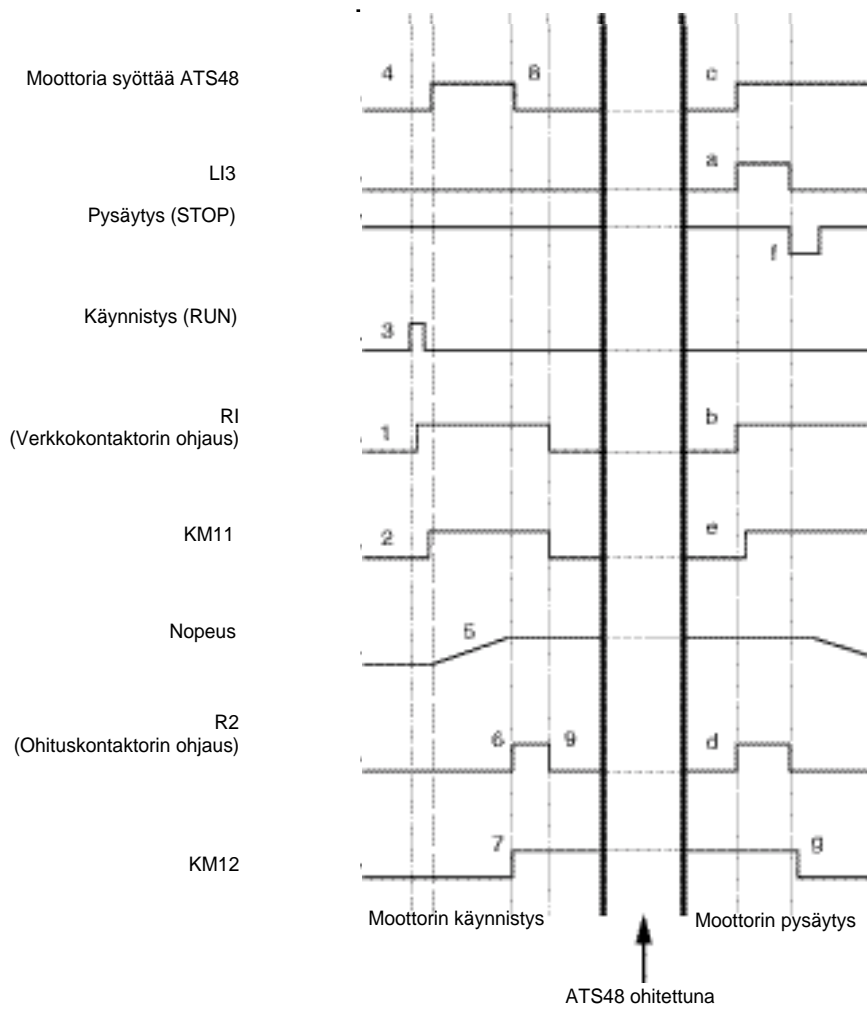 4
8
c
Moottoria syöttää ATS48
LI3
a
Pysäytys (STOP)
f
Käynnistys (RUN)
3
RI
(Verkkokontaktorin ohjaus)
1
b
KM11
2
e
Nopeus
5
R2
(Ohituskontaktorin ohjaus)
6
9
d
7
g
KM12
Moottorin käynnistys
Moottorin pysäytys
ATS48 ohitettuna